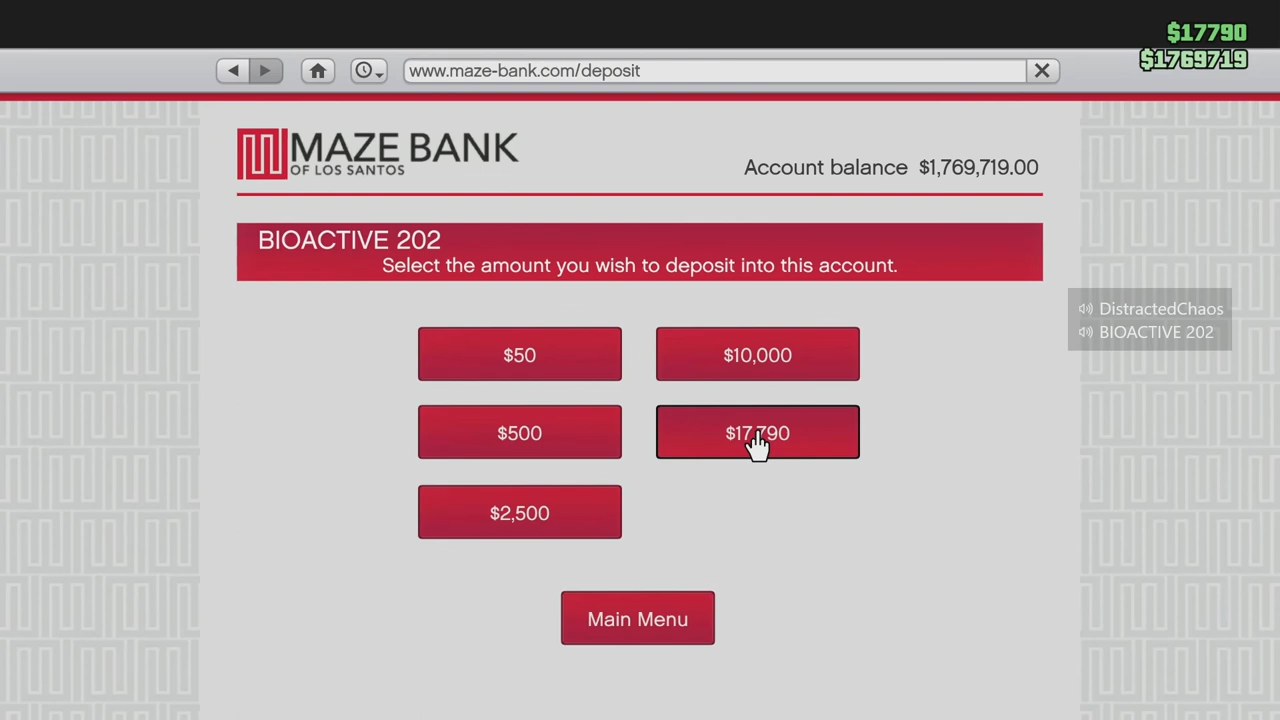 $17790
$1769719
www.maze-bank.com/deposit
MAZE BANK
OF LOS SANTOS
Account balance $1,769,719.00
BIOACTIVE 202
Select the amount you wish to deposit into this account.
DistractedChaos
BIOACTIVE 202
$50
$10,000
$500
$17,790
$2,500
Main Menu